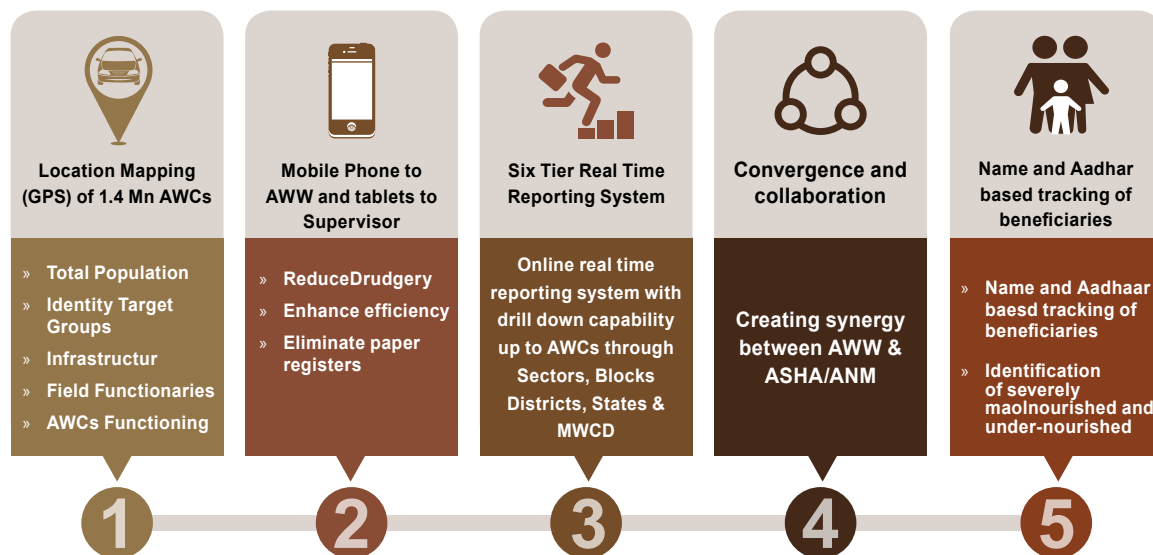 Location Mapping
(GPS) of 1.4 Mn AWCs
» Total Population
» Identity Target
Groups
» Infrastructur
» Field Functionaries
» AWCs Functioning
1
Mobile Phone to
AWW and tablets to
Supervisor
» ReduceDrudgery
» Enhance efficiency
» Eliminate paper
registers
2
Six Tier Real Time
Reporting System
Online real time
reporting system with
drill down capability
up to AWCs through
Sectors, Blocks
Districts, States &
MWCD
3
Convergence and
collaboration
Creating synergy
between AWW &
ASHA/ANM
4
Name and Aadhar
based tracking of
beneficiaries
» Name and Aadhaar
baesd tracking of
beneficiaries
» Identification
of severely
maolnourished and
under-nourished
5